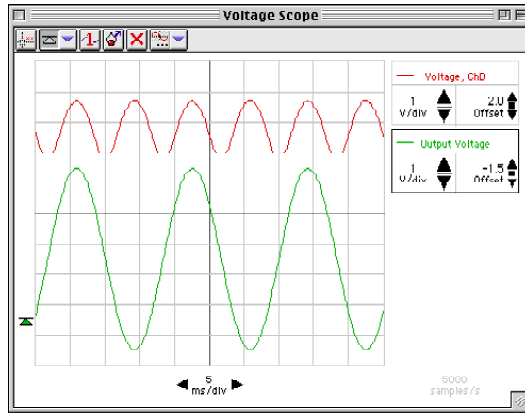 Voltage Scope
Voltage, ChD
1
V/div
2.0
Offset
Output Voltage
1
V/div
-1.5
Offset
5
ms/div
5000
samples/s